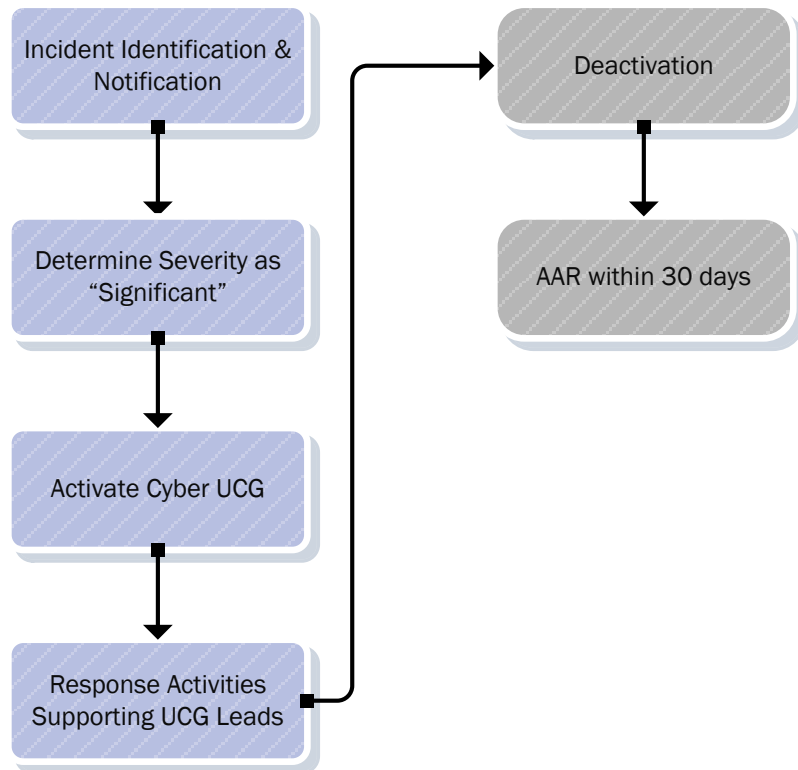 Incident Identification &
Notification
Determine Severity as
“Significant”
Activate Cyber UCG
Response Activities
Supporting UCG Leads
Deactivation
AAR within 30 days